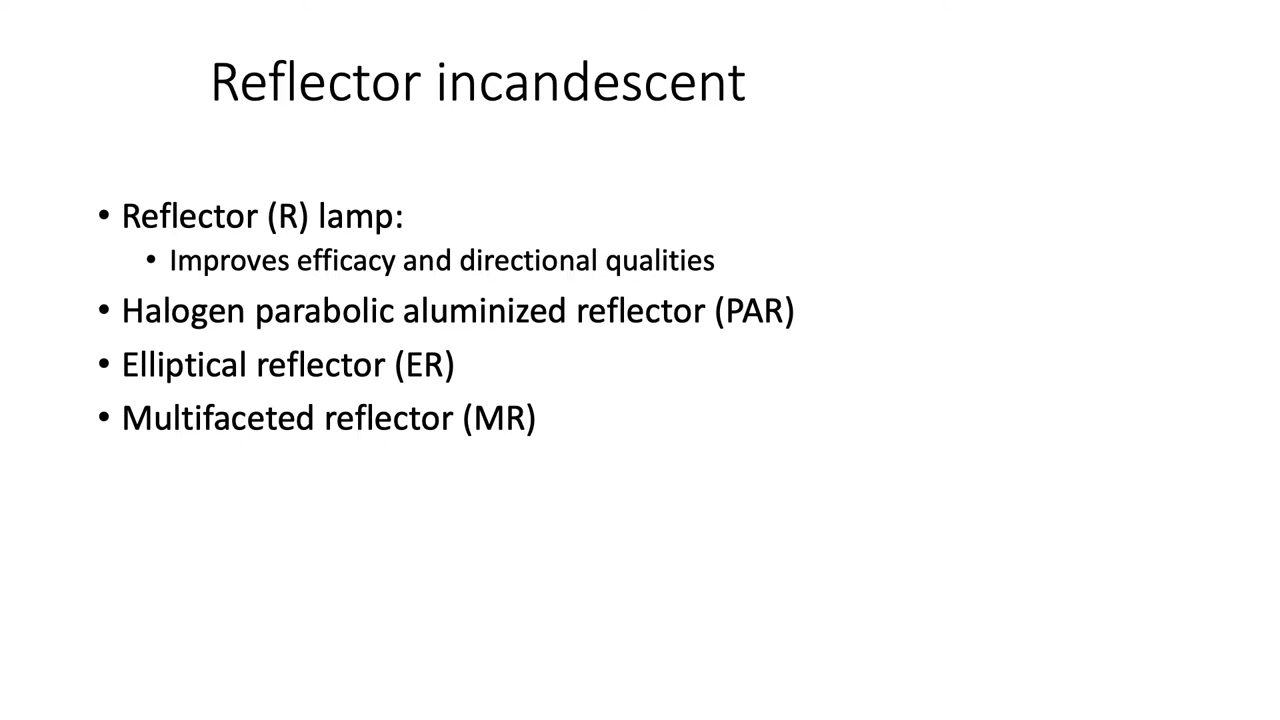 Reflector incandescent
• Reflector (R) lamp:
• Improves efficacy and directional qualities
• Halogen parabolic aluminized reflector (PAR)
• Elliptical reflector (ER)
• Multifaceted reflector (MR)